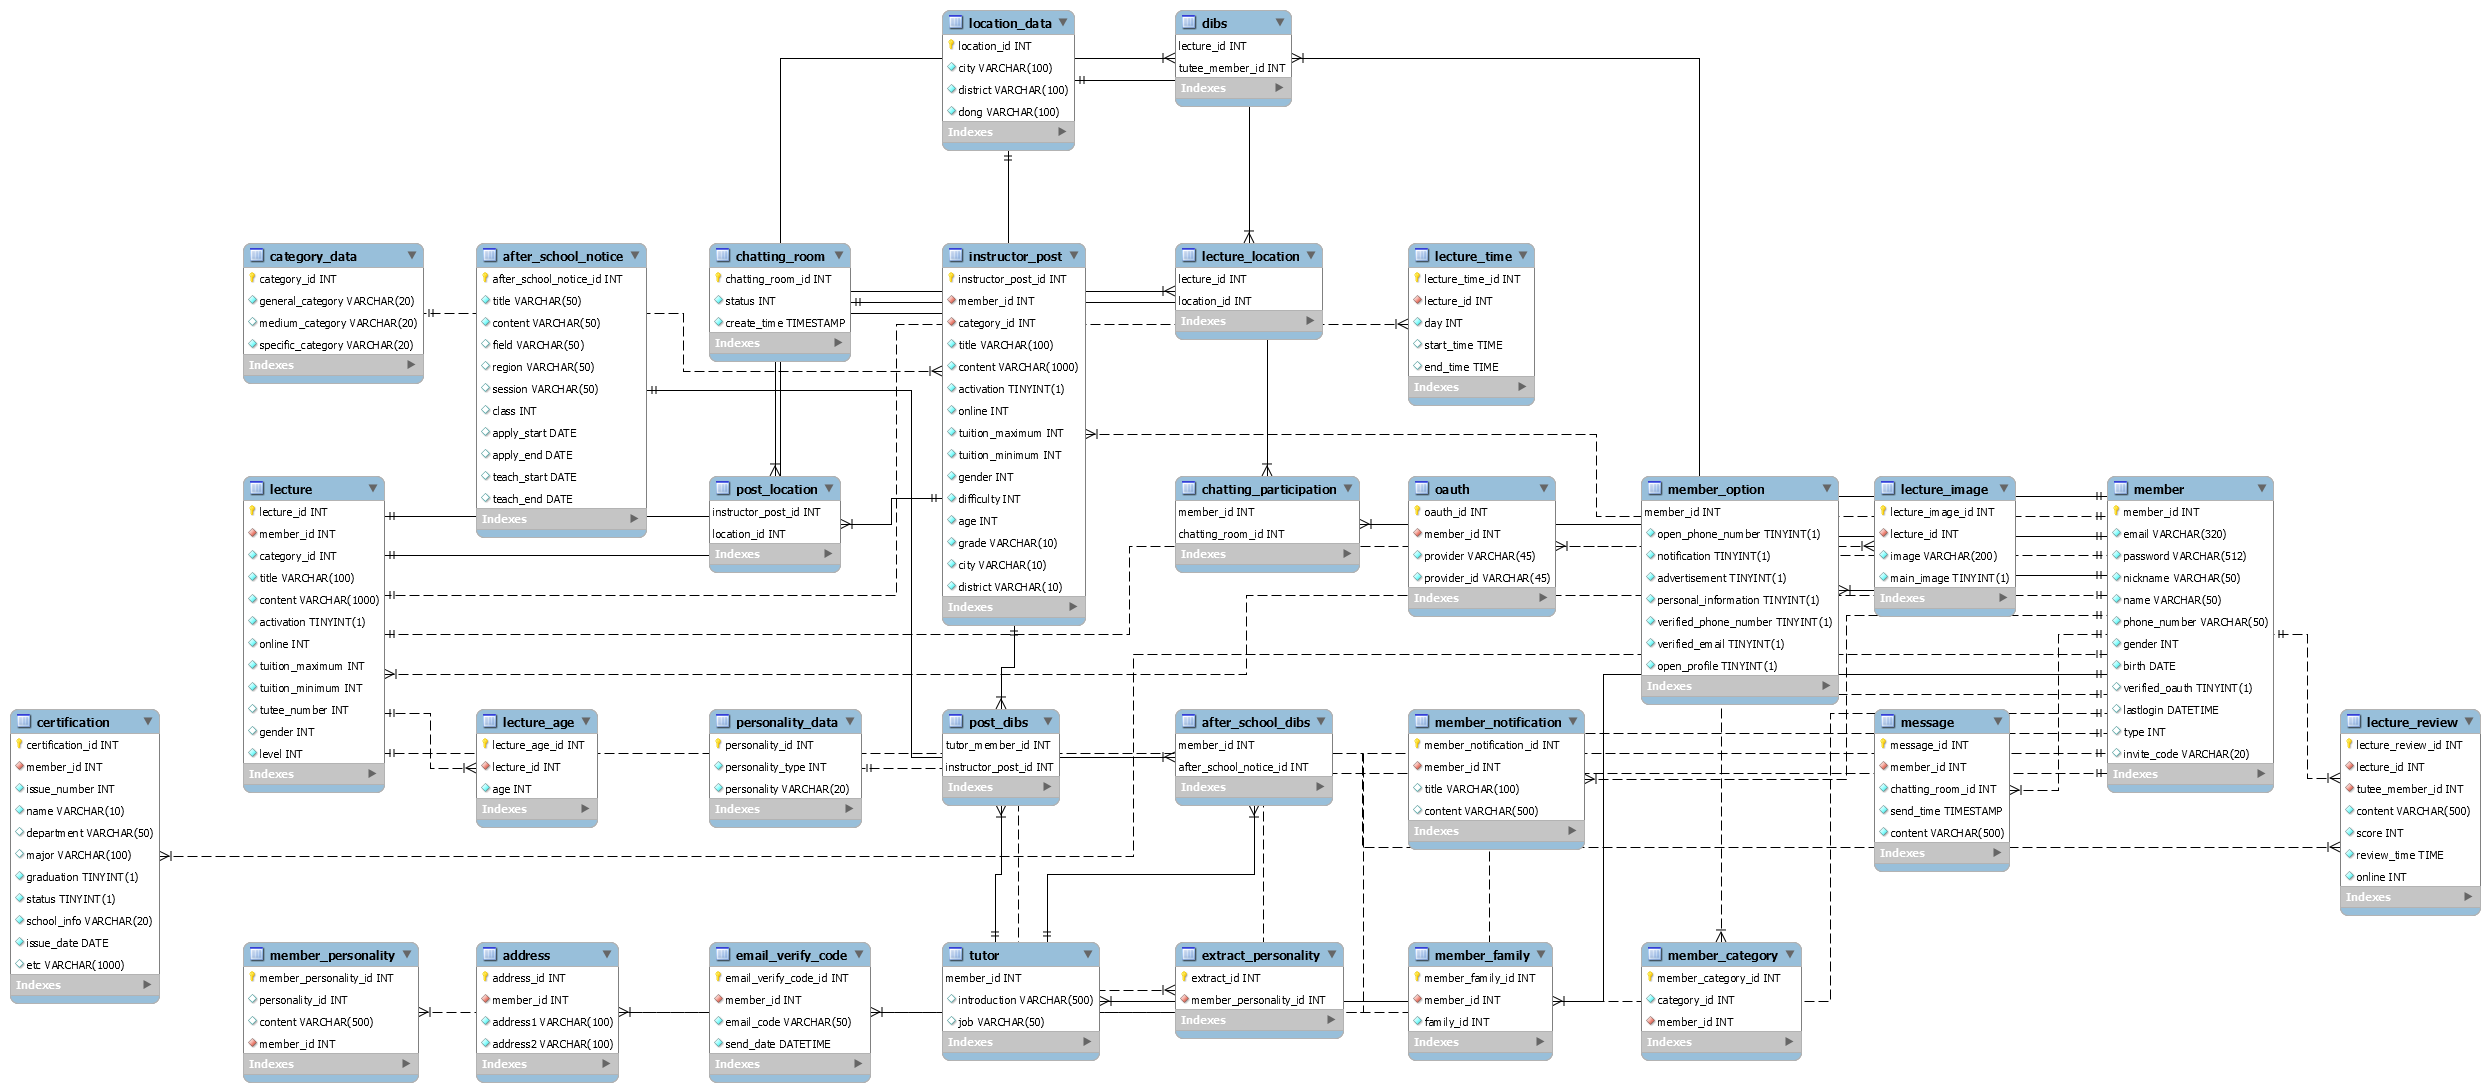 location_data
location_id INT
city VARCHAR(100)
district VARCHAR(100)
dong VARCHAR(100)
Indexes
dibs
lecture_id INT
tutee_member_id INT
Indexes
category_data
category_id INT
general_category VARCHAR(20)
medium_category VARCHAR(20)
specific_category VARCHAR(20)
Indexes
after_school_notice
after_school_notice_id INT
title VARCHAR(50)
content VARCHAR(50)
field VARCHAR(50)
region VARCHAR(50)
session VARCHAR(50)
class INT
apply_start DATE
apply_end DATE
teach_start DATE
teach_end DATE
Indexes
chatting_room
chatting_room_id INT
status INT
create_time TIMESTAMP
Indexes
instructor_post
instructor_post_id INT
member_id INT
category_id INT
title VARCHAR(100)
content VARCHAR(1000)
activation TINYINT(1)
online INT
tuition_maximum INT
tuition_minimum INT
gender INT
difficulty INT
age INT
grade VARCHAR(10)
city VARCHAR(10)
district VARCHAR(10)
Indexes
lecture_location
lecture_id INT
location_id INT
Indexes
lecture_time
lecture_time_id INT
lecture_id INT
day INT
start_time TIME
end_time TIME
Indexes
lecture
lecture_id INT
member_id INT
category_id INT
title VARCHAR(100)
content VARCHAR(1000)
activation TINYINT(1)
online INT
tuition_maximum INT
tuition_minimum INT
tutee_number INT
gender INT
level INT
Indexes
post_location
instructor_post_id INT
location_id INT
Indexes
chatting_participation
member_id INT
chatting_room_id INT
Indexes
oauth
oauth_id INT
member_id INT
provider VARCHAR(45)
provider_id VARCHAR(45)
Indexes
member_option
member_id INT
open_phone_number TINYINT(1)
notification TINYINT(1)
advertisement TINYINT(1)
personal_information TINYINT(1)
verified_phone_number TINYINT(1)
verified_email TINYINT(1)
open_profile TINYINT(1)
Indexes
lecture_image
lecture_image_id INT
lecture_id INT
image VARCHAR(200)
main_image TINYINT(1)
Indexes
member
member_id INT
email VARCHAR(320)
password VARCHAR(512)
nickname VARCHAR(50)
name VARCHAR(50)
phone_number VARCHAR(50)
gender INT
birth DATE
verified_oauth TINYINT(1)
lastlogin DATETIME
type INT
invite_code VARCHAR(20)
Indexes
certification
certification_id INT
member_id INT
issue_number INT
name VARCHAR(10)
department VARCHAR(50)
major VARCHAR(100)
graduation TINYINT(1)
status TINYINT(1)
school_info VARCHAR(20)
issue_date DATE
etc VARCHAR(1000)
Indexes
lecture_age
lecture_age_id INT
lecture_id INT
age INT
Indexes
personality_data
personality_id INT
personality_type INT
personality VARCHAR(20)
Indexes
post_dibs
tutor_member_id INT
instructor_post_id INT
Indexes
after_school_dibs
member_id INT
after_school_notice_id INT
Indexes
member_notification
member_notification_id INT
member_id INT
title VARCHAR(100)
content VARCHAR(500)
Indexes
message
message_id INT
member_id INT
chatting_room_id INT
send_time TIMESTAMP
content VARCHAR(500)
Indexes
lecture_review
lecture_review_id INT
lecture_id INT
tutee_member_id INT
content VARCHAR(500)
score INT
review_time TIME
online INT
Indexes
member_personality
member_personality_id INT
personality_id INT
content VARCHAR(500)
member_id INT
Indexes
address
address_id INT
member_id INT
address1 VARCHAR(100)
address2 VARCHAR(100)
Indexes
email_verify_code
email_verify_code_id INT
member_id INT
email_code VARCHAR(50)
send_date DATETIME
Indexes
tutor
member_id INT
introduction VARCHAR(500)
job VARCHAR(50)
Indexes
extract_personality
extract_id INT
member_personality_id INT
Indexes
member_family
member_family_id INT
member_id INT
family_id INT
Indexes
member_category
member_category_id INT
category_id INT
member_id INT
Indexes